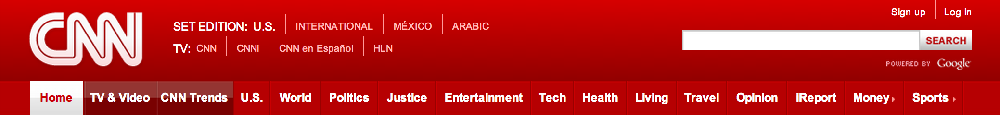 CNN
SET EDITION: U.S. INTERNATIONAL MÉXICO ARABIC
TV: CNN CNNi CNN en Español HLN
Sign up Log in
SEARCH
POWERED BY Google
Home TV & Video CNN Trends U.S. World Politics Justice Entertainment Tech Health Living Travel Opinion iReport Money Sports